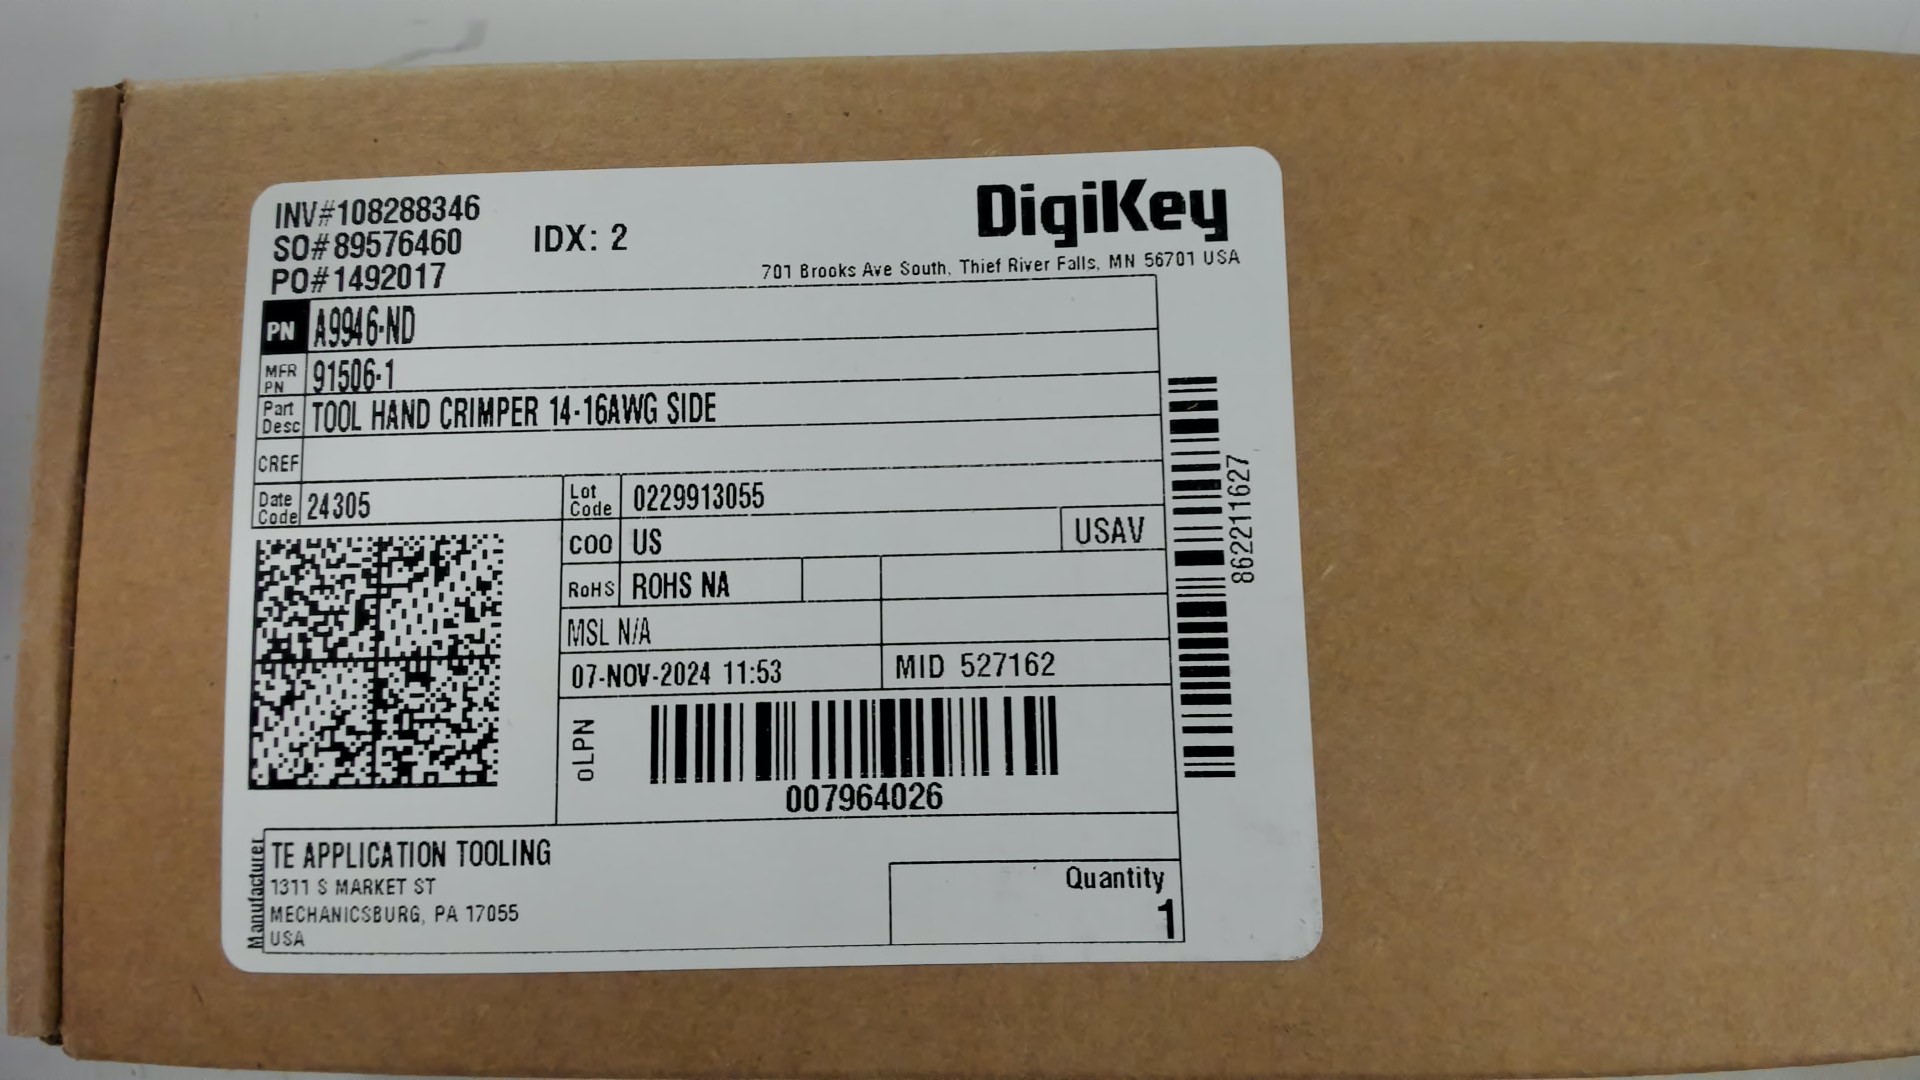 INV#108288346
SO#89576460
PO#1492017
IDX: 2
DigiKey
701 Brooks Ave South, Thief River Falls, MN 56701 USA
PN A9946-ND
MFR PN 91506-1
Part Desc TOOL HAND CRIMPER 14-16AWG SIDE
CREF
Date Code 24305
Lot Code 0229913055
COO US
USAV
RoHS ROHS NA
MSL N/A
07-NOV-2024 11:53
MID 527162
oLPN
007964026
862211627
Manufacturer
TE APPLICATION TOOLING
1311 S MARKET ST
MECHANICSBURG, PA 17055
USA
Quantity
1